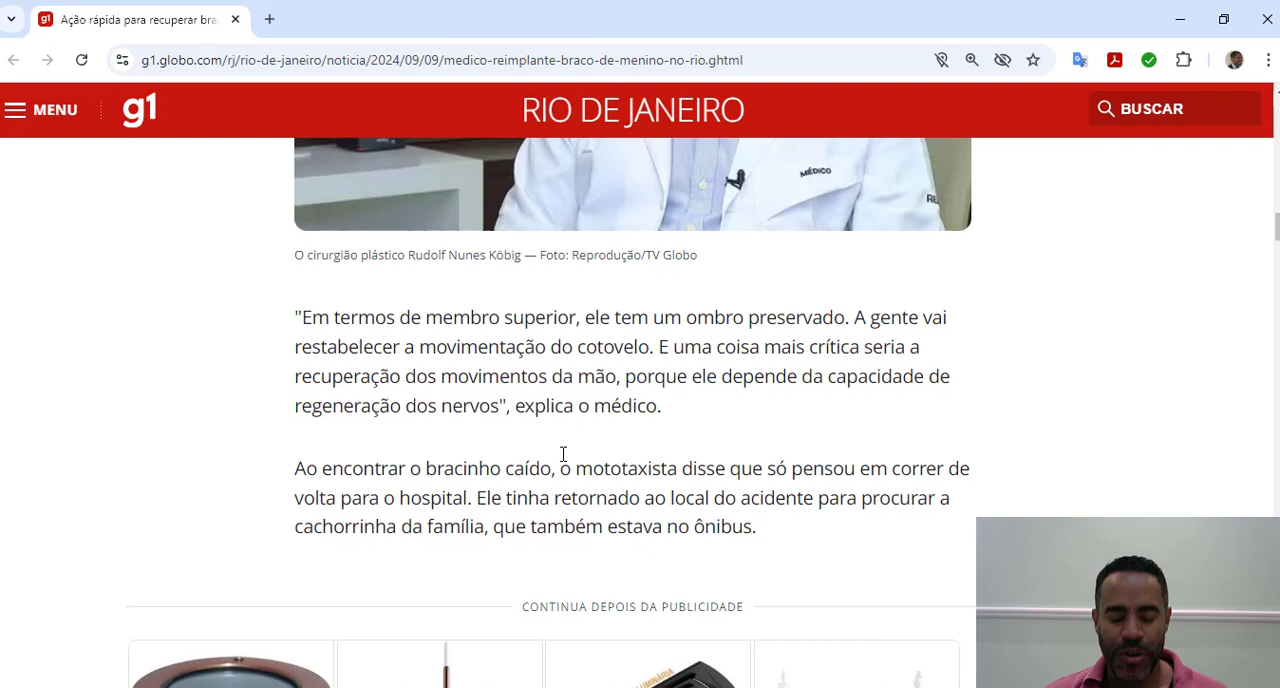 g1 Ação rápida para recuperar bra
g1.globo.com/rj/rio-de-janeiro/noticia/2024/09/09/medico-reimplante-braco-de-menino-no-rio.ghtml
MENU
g1
RIO DE JANEIRO
BUSCAR
MÉDICO
O cirurgião plástico Rudolf Nunes Köbig — Foto: Reprodução/TV Globo
"Em termos de membro superior, ele tem um ombro preservado. A gente vai
restabelecer a movimentação do cotovelo. E uma coisa mais crítica seria a
recuperação dos movimentos da mão, porque ele depende da capacidade de
regeneração dos nervos", explica o médico.
Ao encontrar o bracinho caído, o mototaxista disse que só pensou em correr de
volta para o hospital. Ele tinha retornado ao local do acidente para procurar a
cachorrinha da família, que também estava no ônibus.
CONTINUA DEPOIS DA PUBLICIDADE